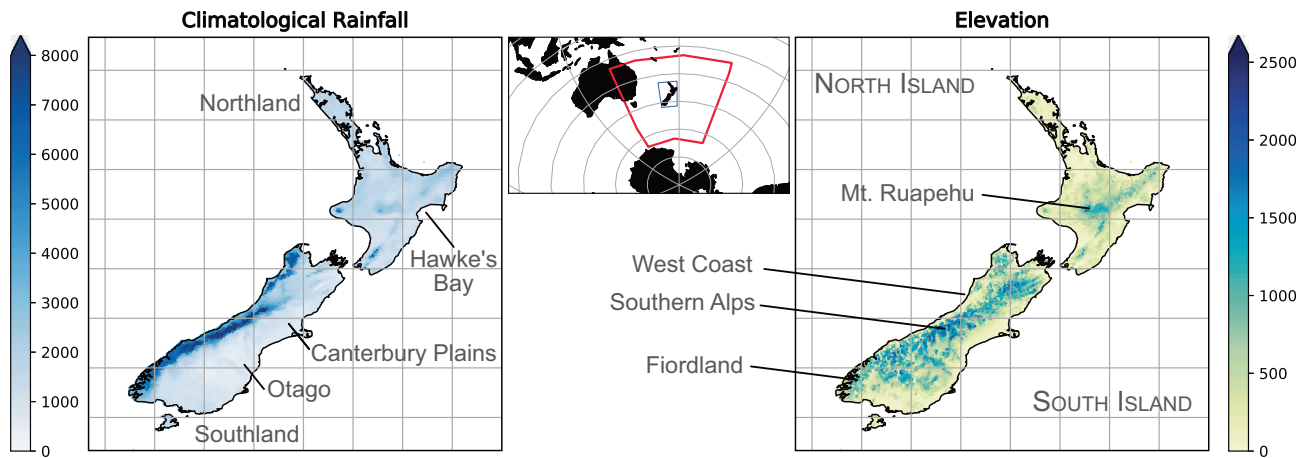 Climatological Rainfall
8000
7000
6000
5000
4000
3000
2000
1000
0
Northland
Hawke's
Bay
Canterbury Plains
Otago
Southland
Elevation
NORTH ISLAND
Mt. Ruapehu
West Coast
Southern Alps
Fiordland
SOUTH ISLAND
2500
2000
1500
1000
500
0